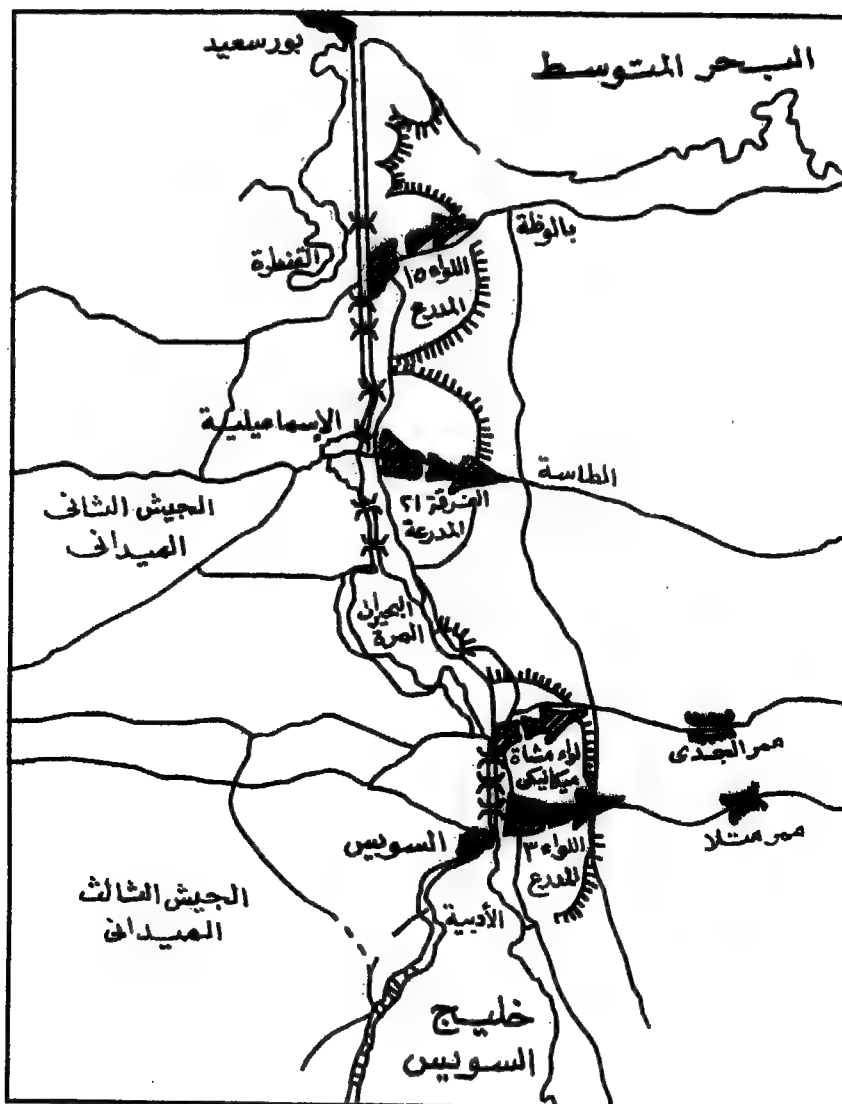 بورسعيد
البحر المتوسط
بالوظة
القنطرة
اللواء ١٥
المدرع
الإسماعيلية
الطاسة
الجيش الثانى
الميدانى
الفرقة ٢١
المدرعة
البحيرات
المرة
ممر الجدى
لواء مشاة
ميكانيكى
ممر متلا
السويس
اللواء ٣
المدرع
الجيش الثالث
الميدانى
الأدبية
خليج
السويس